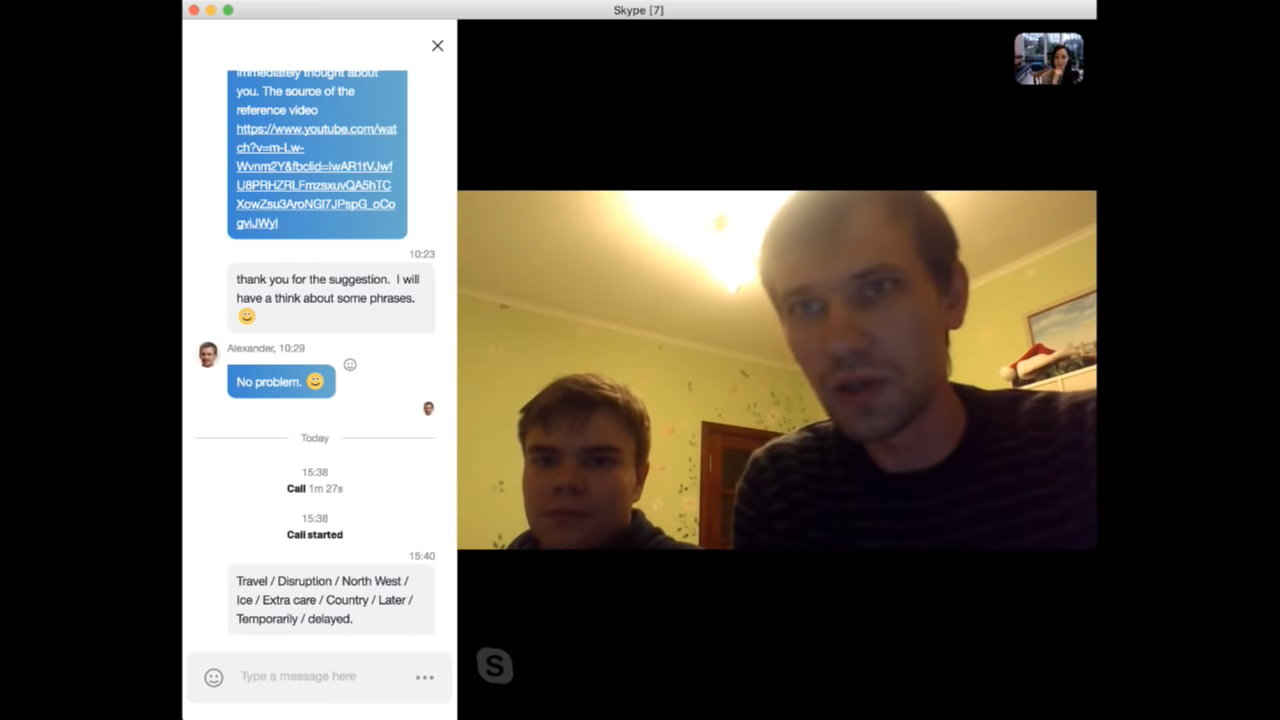 Skype [7]
immediately thought about
you. The source of the
reference video
https://www.youtube.com/wat
ch?v=m-Lw-
Wvnm2Y&fbclid=IwAR1tVJwf
U8PRHZRLFmzsxuvQA5hTC
XowZsu3AroNGl7JPspG_oCo
gviJWyI
10:23
thank you for the suggestion. I will
have a think about some phrases.
Alexander, 10:29
No problem.
Today
15:38
Call 1m 27s
15:38
Call started
15:40
Travel / Disruption / North West /
Ice / Extra care / Country / Later /
Temporarily / delayed.
Type a message here